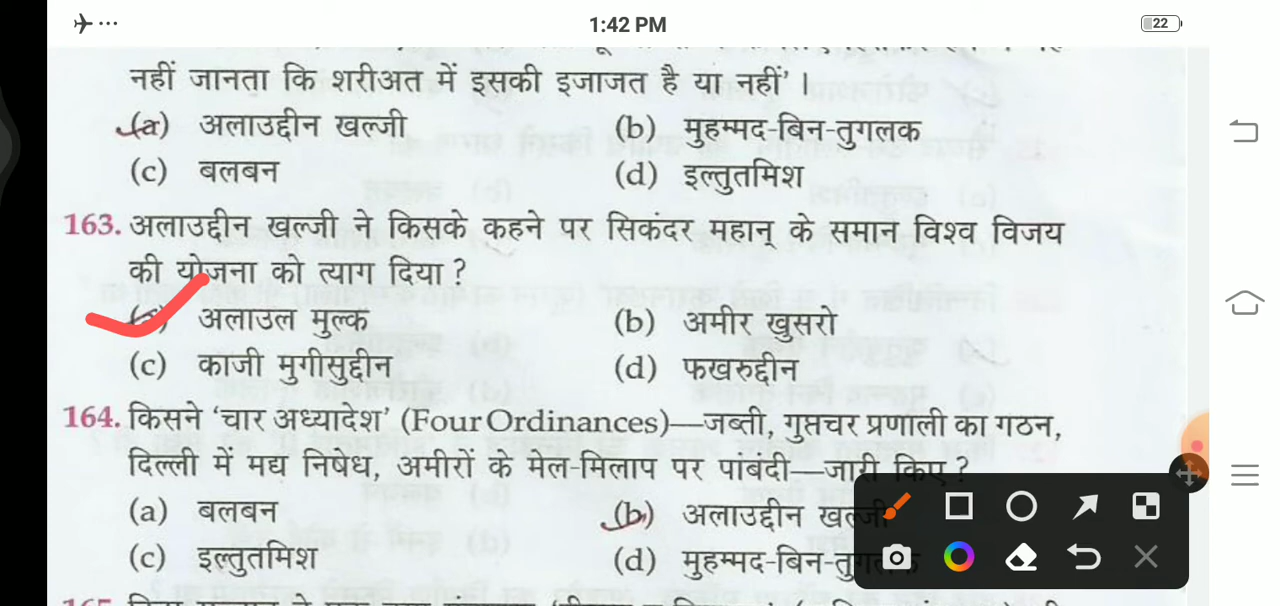 1:42 PM
22
नहीं जानता कि शरीअत में इसकी इजाजत है या नहीं' ।
(a) अलाउद्दीन खल्जी (b) मुहम्मद-बिन-तुगलक
(c) बलबन (d) इल्तुतमिश
163. अलाउद्दीन खल्जी ने किसके कहने पर सिकंदर महान् के समान विश्व विजय
की योजना को त्याग दिया ?
अलाउल मुल्क (b) अमीर खुसरो
(c) काजी मुगीसुद्दीन (d) फखरुद्दीन
164. किसने 'चार अध्यादेश' (Four Ordinances)—जब्ती, गुप्तचर प्रणाली का गठन,
दिल्ली में मद्य निषेध, अमीरों के मेल-मिलाप पर पांबंदी—जारी किए ?
(a) बलबन (b) अलाउद्दीन खल्जी
(c) इल्तुतमिश (d) मुहम्मद-बिन-तुगलक